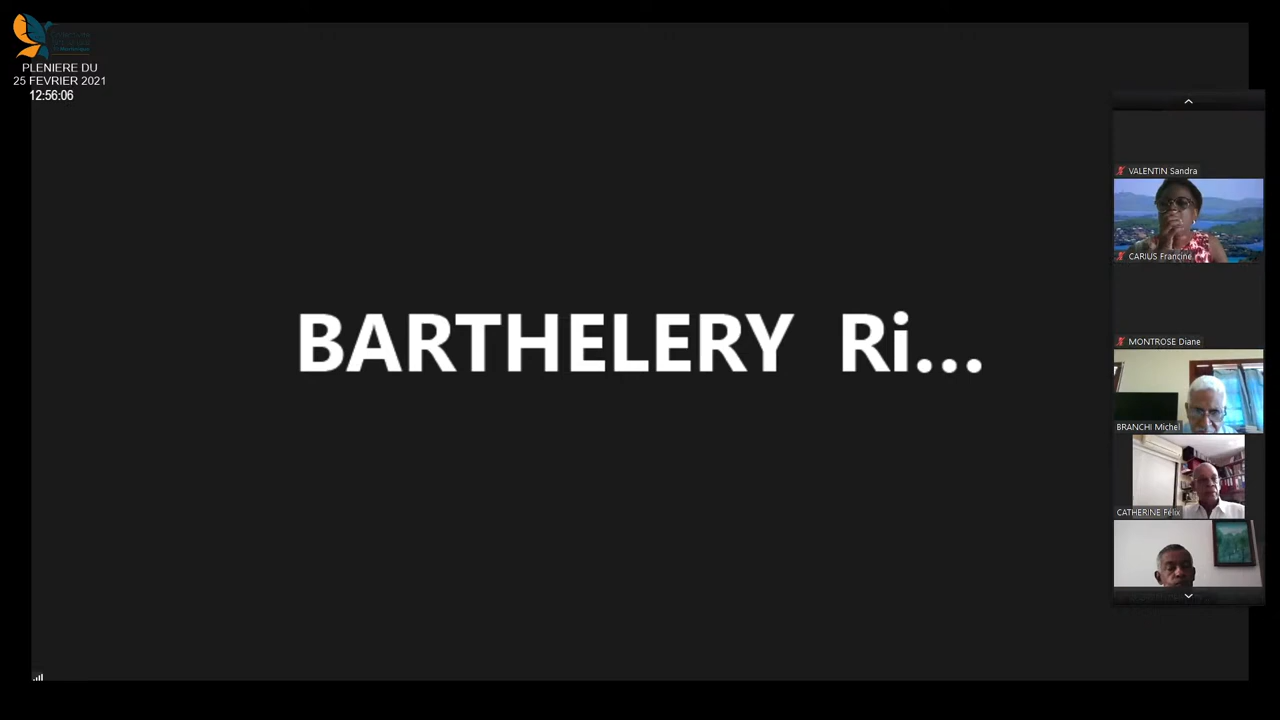 PLENIERE DU
25 FEVRIER 2021
12:56:06
BARTHELERY Ri...
VALENTIN Sandra
CARIUS Francine
MONTROSE Diane
BRANCHI Michel
CATHERINE Félix